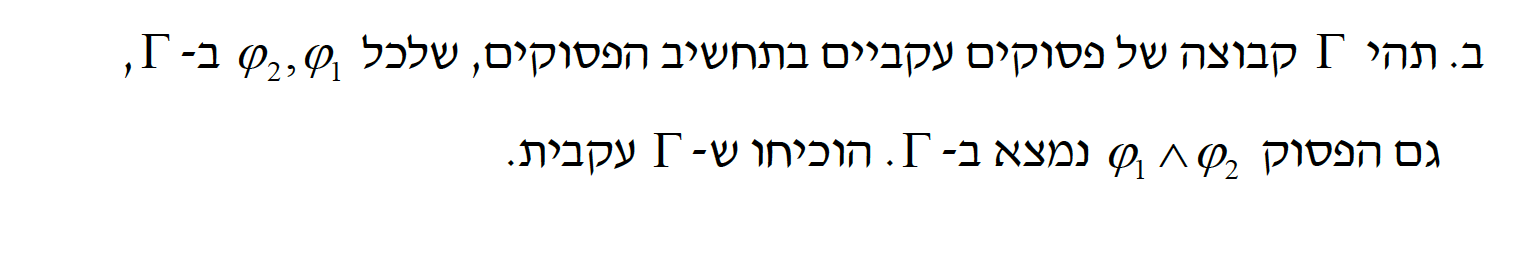 ב. תהי Γ קבוצה של פסוקים עקביים בתחשיב הפסוקים, שלכל φ₂,φ₁ ב- Γ,
גם הפסוק φ₁ ∧ φ₂ נמצא ב- Γ. הוכיחו ש- Γ עקבית.